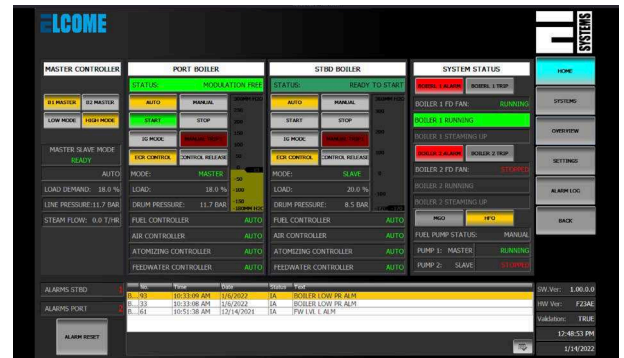 ELCOME
SYSTEMS
MASTER CONTROLLER
B1 MASTER B2 MASTER
LOW MODE HIGH MODE
MASTER SLAVE MODE
READY
AUTO
LOAD DEMAND: 18.0 %
LINE PRESSURE:11.7 BAR
STEAM FLOW: 0.0 T/HR
PORT BOILER
STATUS: MODULATION FREE
AUTO MANUAL
START STOP
IG MODE
EGR CONTROL CONTROL RELEASE
MODE: MASTER
LOAD: 18.0 %
DRUM PRESSURE: 11.7 BAR
FUEL CONTROLLER AUTO
AIR CONTROLLER AUTO
ATOMIZING CONTROLLER AUTO
FEEDWATER CONTROLLER AUTO
-50
-100
-150
STBD BOILER
STATUS: READY TO START
AUTO MANUAL
START STOP
IG MODE
EGR CONTROL CONTROL RELEASE
MODE: SLAVE
LOAD: 20.0 %
DRUM PRESSURE: 8.5 BAR
FUEL CONTROLLER AUTO
AIR CONTROLLER AUTO
ATOMIZING CONTROLLER AUTO
FEEDWATER CONTROLLER AUTO
SYSTEM STATUS
BOILER 1 ALARM BOILER 1 TRIP
BOILER 1 FD FAN: RUNNING
BOILER 1 RUNNING
BOILER 1 STEAMING UP
BOILER 2 ALARM BOILER 2 TRIP
BOILER 2 FD FAN: STOPPED
BOILER 2 RUNNING
BOILER 2 STEAMING UP
MGO HFO
FUEL PUMP STATUS: MANUAL
PUMP 1: MASTER RUNNING
PUMP 2: SLAVE STOPPED
HOME
SYSTEMS
OVERVIEW
SETTINGS
ALARM LOG
BACK
ALARMS STBD 1
ALARMS PORT 2
ALARM RESET
No. Time Date Status Text
B... 93 10:33:09 AM 1/6/2022 IA BOILER LOW PR ALM
B... 33 10:33:08 AM 1/6/2022 IA BOILER LOW PR ALM
B... 61 10:51:38 AM 12/14/2021 IA FW LVL L ALM
SW.Ver: 1.00.0.0
HW Ver: F23AE
Validation: TRUE
12:48:53 PM
1/14/2022